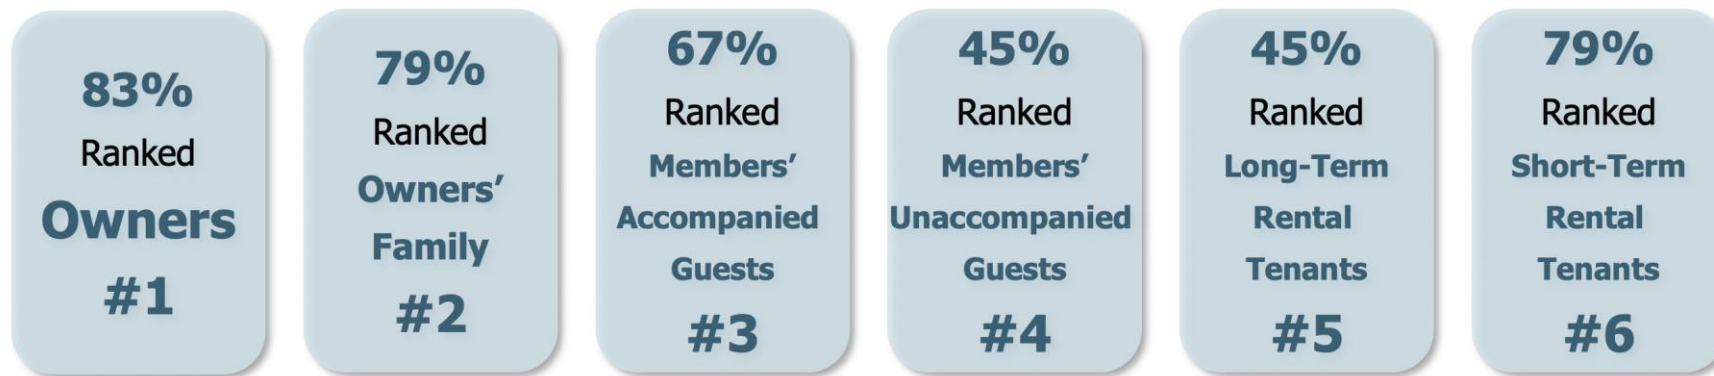 83%
Ranked
Owners
#1
79%
Ranked
Owners’
Family
#2
67%
Ranked
Members’
Accompanied
Guests
#3
45%
Ranked
Members’
Unaccompanied
Guests
#4
45%
Ranked
Long-Term
Rental
Tenants
#5
79%
Ranked
Short-Term
Rental
Tenants
#6